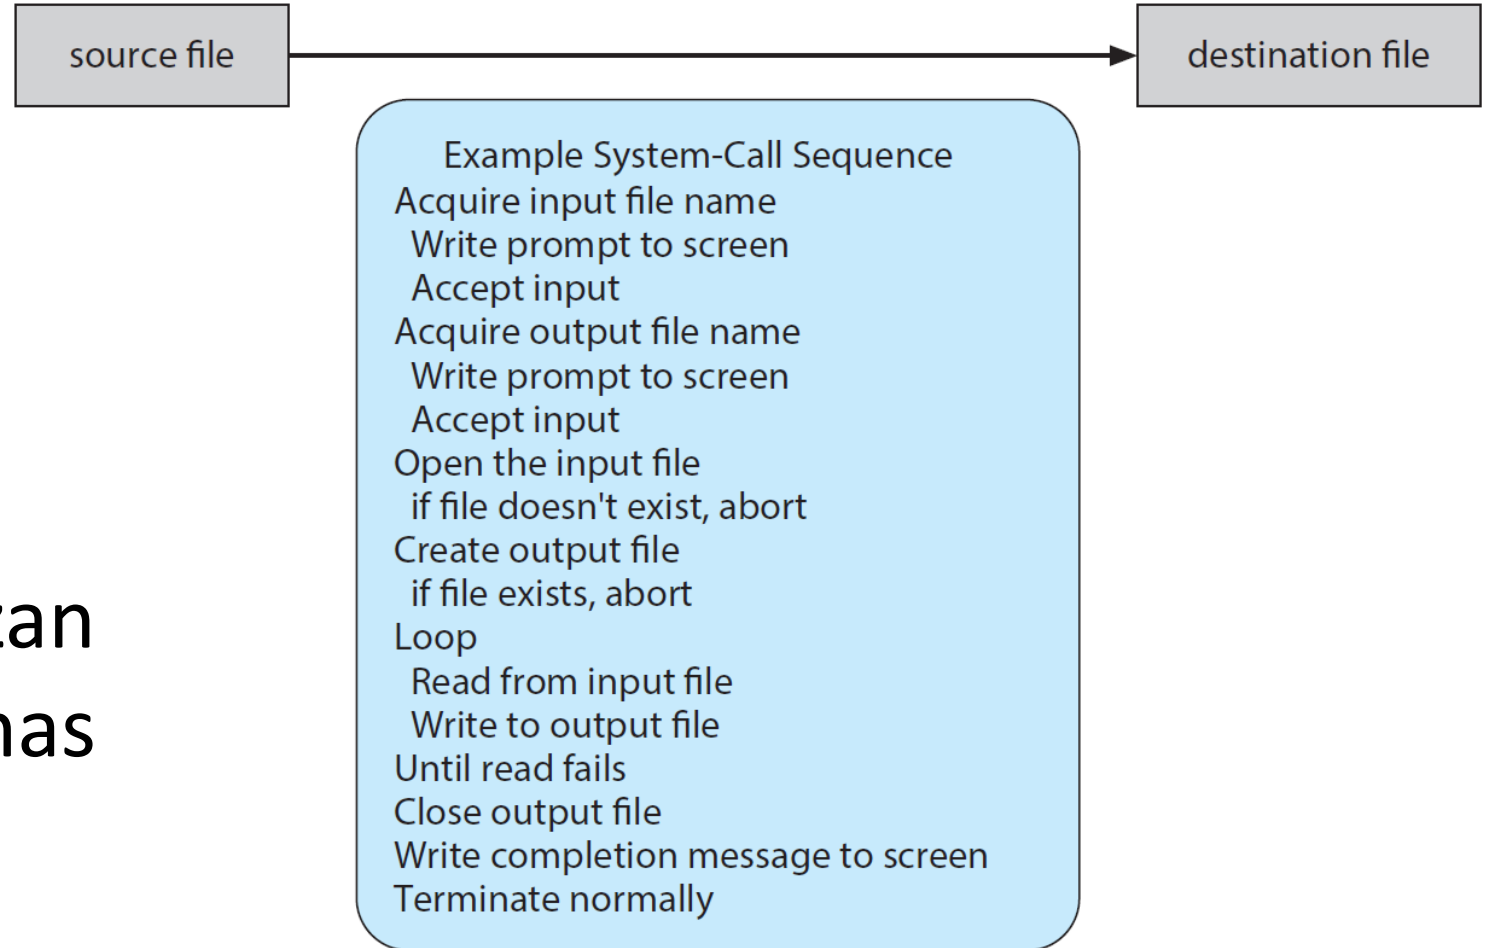 source file
destination file
Example System-Call Sequence
Acquire input file name
Write prompt to screen
Accept input
Acquire output file name
Write prompt to screen
Accept input
Open the input file
if file doesn't exist, abort
Create output file
if file exists, abort
Loop
Read from input file
Write to output file
Until read fails
Close output file
Write completion message to screen
Terminate normally